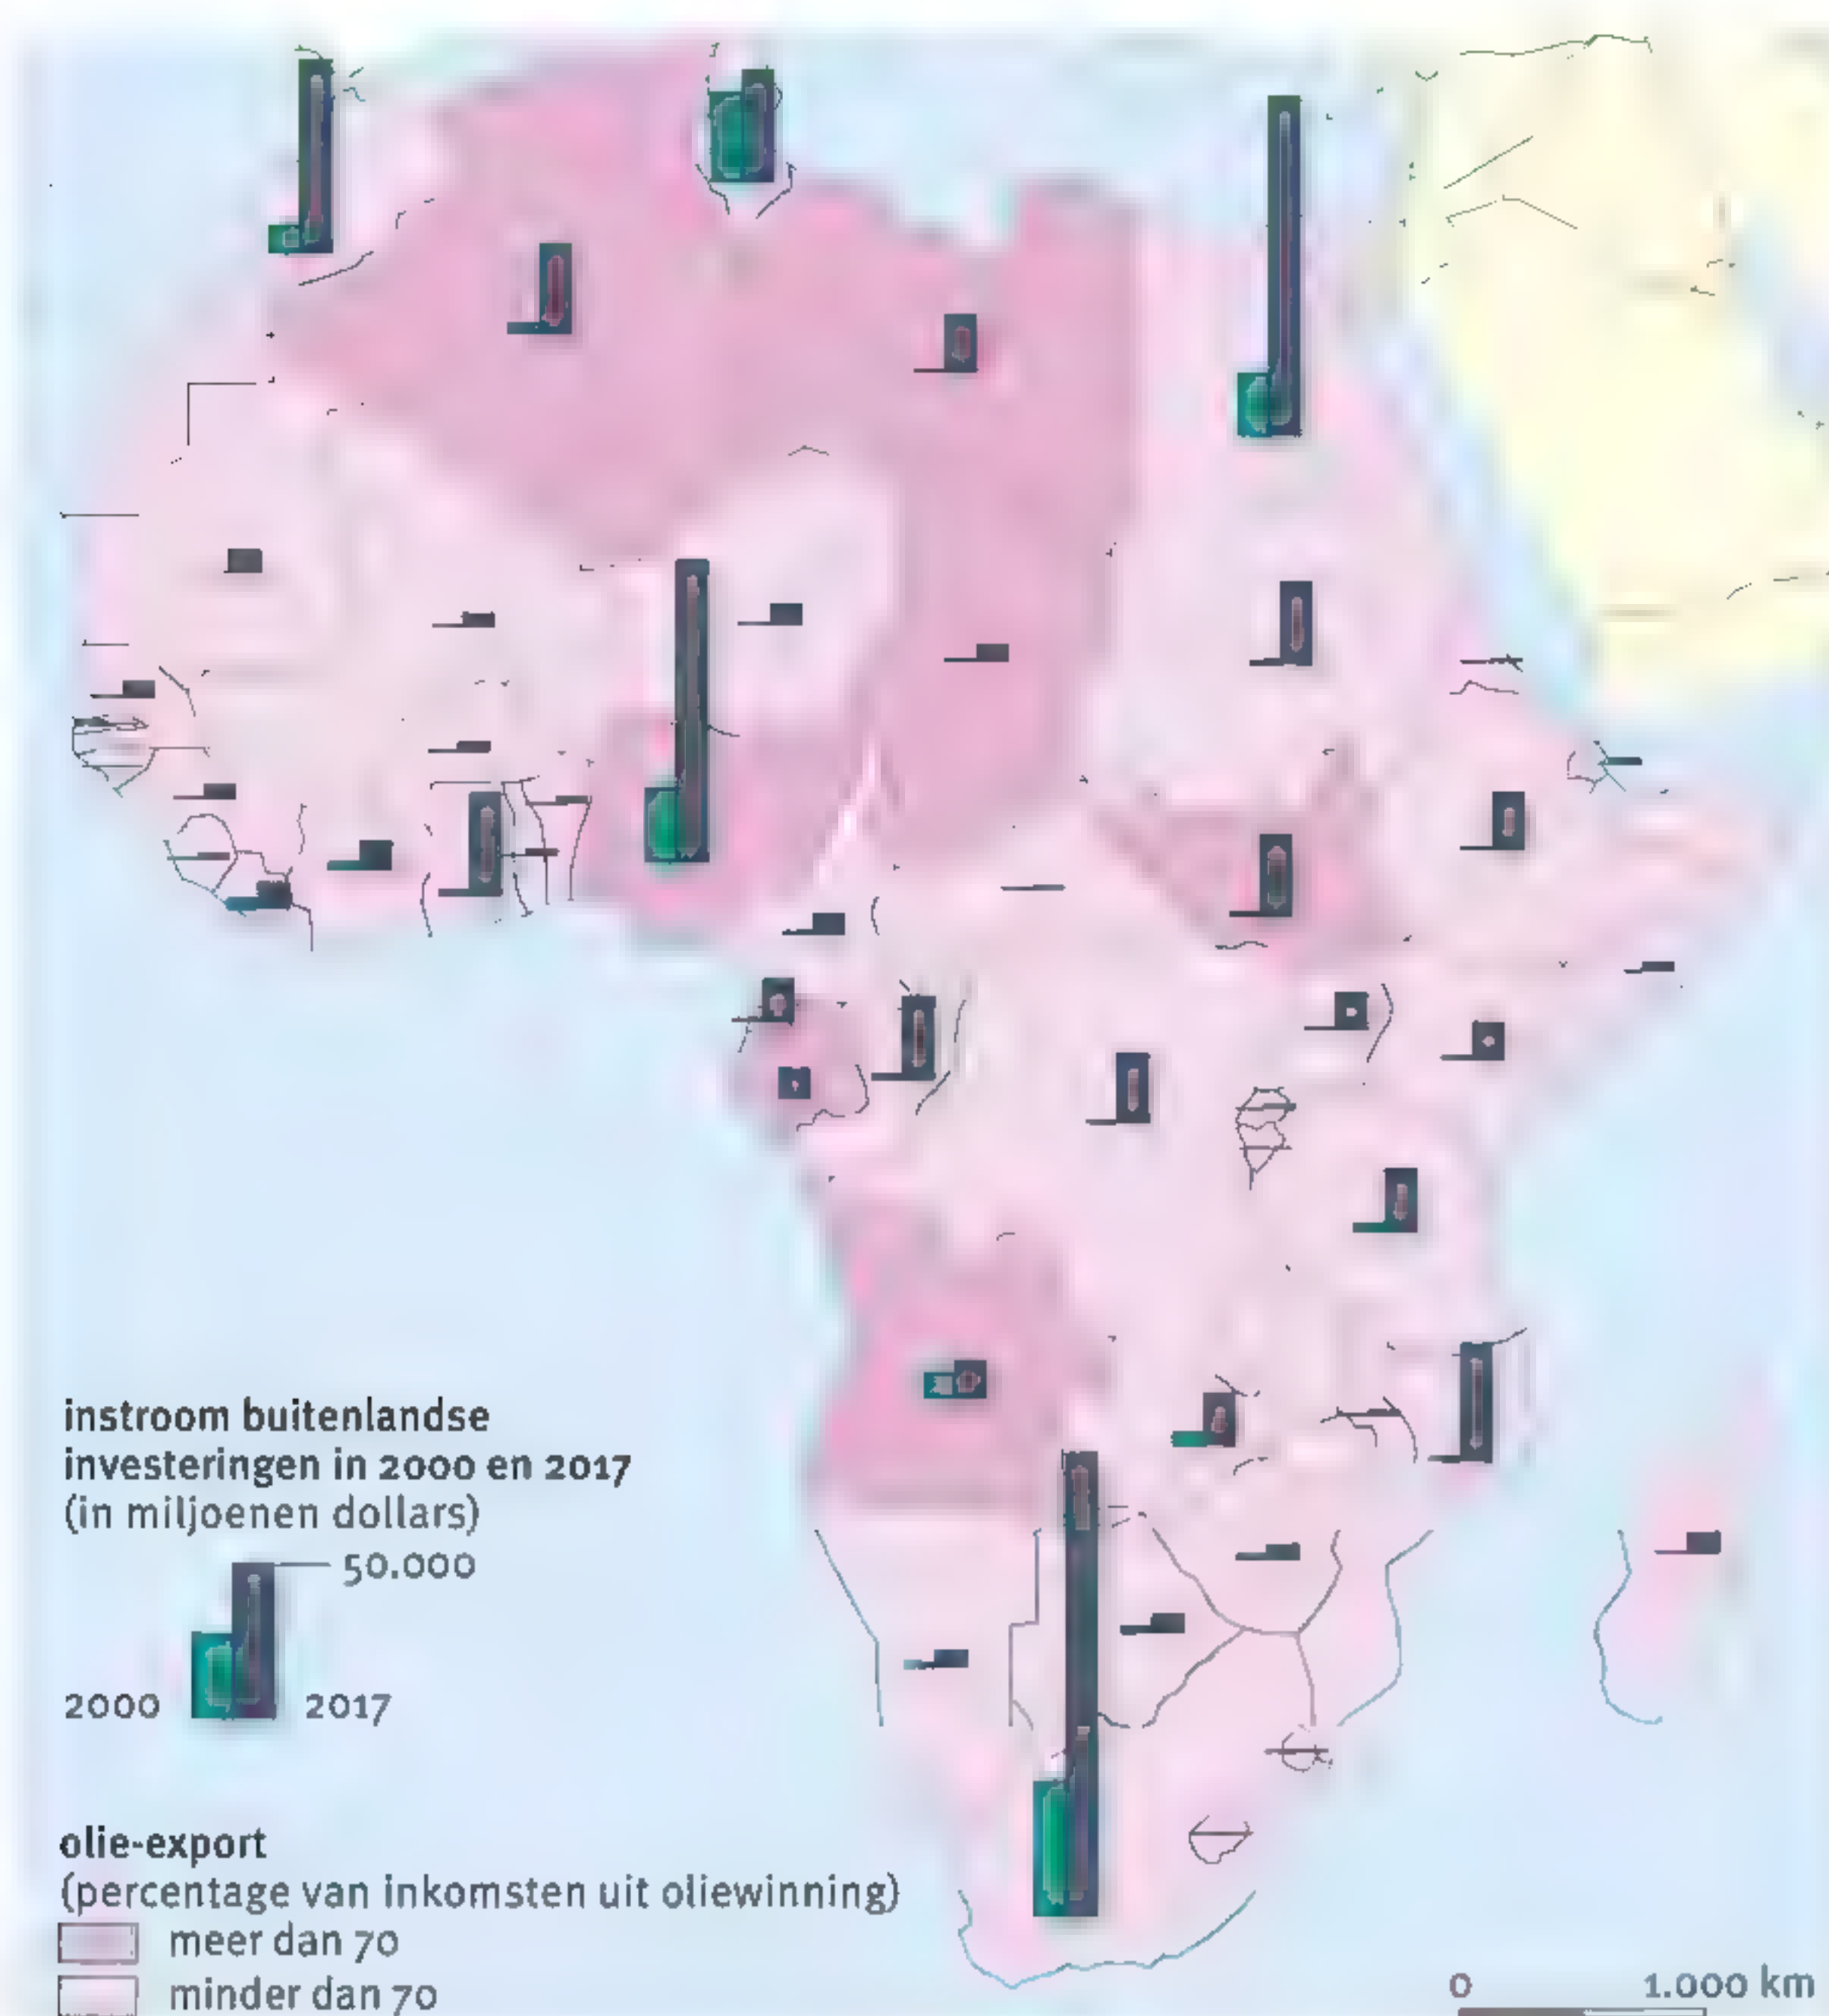 instroom buitenlandse
investeringen in 2000 en 2017
(in miljoenen dollars)
50.000
2000 2017
olie-export
(percentage van inkomsten uit oliewinning)
meer dan 70
minder dan 70
0 1.000 km